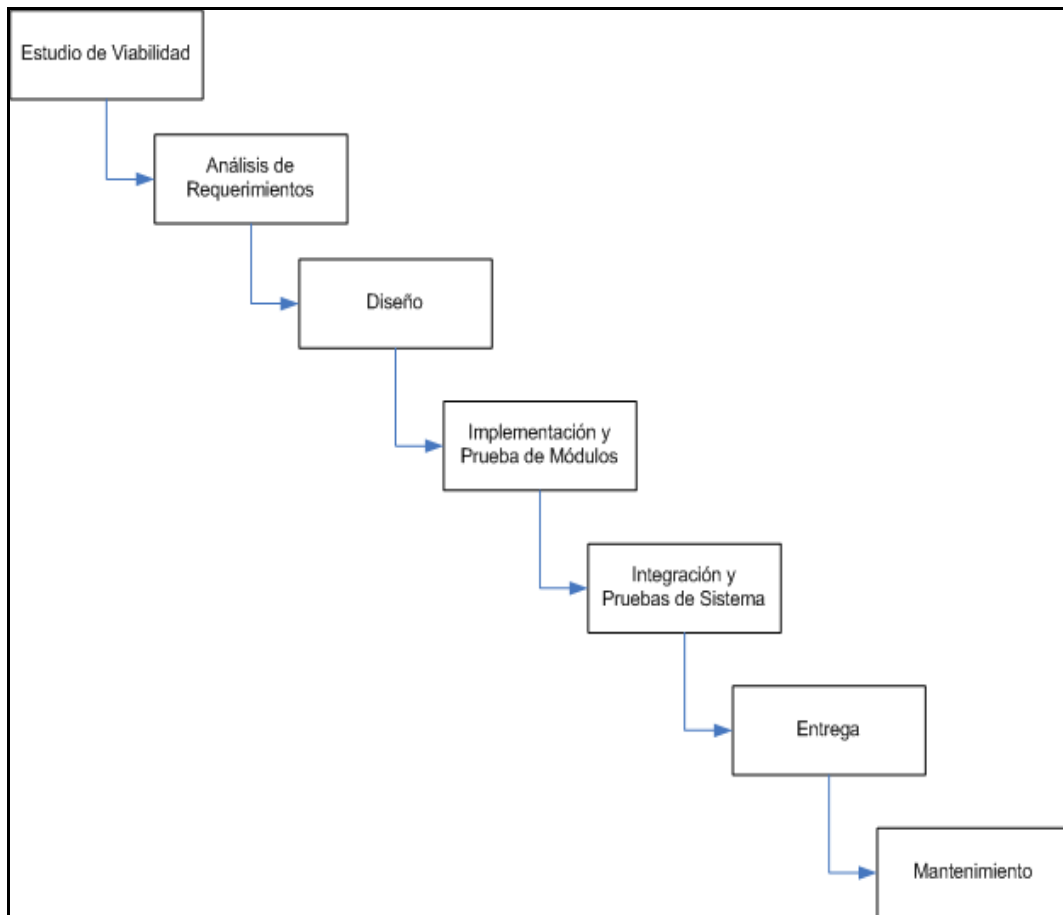 Estudio de Viabilidad
Análisis de
Requerimientos
Diseño
Implementación y
Prueba de Módulos
Integración y
Pruebas de Sistema
Entrega
Mantenimiento